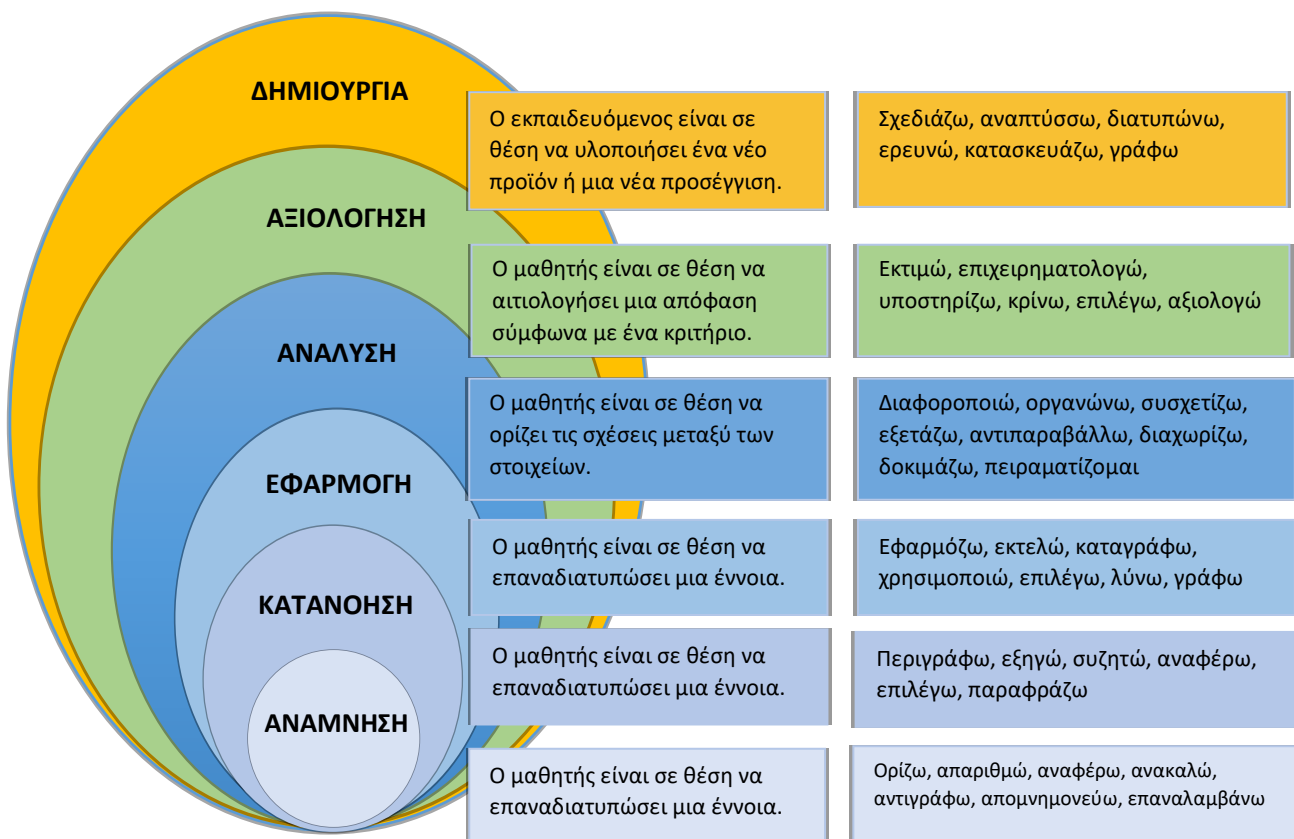 ΔΗΜΙΟΥΡΓΙΑ
Ο εκπαιδευόμενος είναι σε
θέση να υλοποιήσει ένα νέο
προϊόν ή μια νέα προσέγγιση.
Σχεδιάζω, αναπτύσσω, διατυπώνω,
ερευνώ, κατασκευάζω, γράφω
ΑΞΙΟΛΟΓΗΣΗ
Ο μαθητής είναι σε θέση να
αιτιολογήσει μια απόφαση
σύμφωνα με ένα κριτήριο.
Εκτιμώ, επιχειρηματολογώ,
υποστηρίζω, κρίνω, επιλέγω, αξιολογώ
ΑΝΑΛΥΣΗ
Ο μαθητής είναι σε θέση να
ορίζει τις σχέσεις μεταξύ των
στοιχείων.
Διαφοροποιώ, οργανώνω, συσχετίζω,
εξετάζω, αντιπαραβάλλω, διαχωρίζω,
δοκιμάζω, πειραματίζομαι
ΕΦΑΡΜΟΓΗ
Ο μαθητής είναι σε θέση να
επαναδιατυπώσει μια έννοια.
Εφαρμόζω, εκτελώ, καταγράφω,
χρησιμοποιώ, επιλέγω, λύνω, γράφω
ΚΑΤΑΝΟΗΣΗ
Ο μαθητής είναι σε θέση να
επαναδιατυπώσει μια έννοια.
Περιγράφω, εξηγώ, συζητώ, αναφέρω,
επιλέγω, παραφράζω
ΑΝΑΜΝΗΣΗ
Ο μαθητής είναι σε θέση να
επαναδιατυπώσει μια έννοια.
Ορίζω, απαριθμώ, αναφέρω, ανακαλώ,
αντιγράφω, απομνημονεύω, επαναλαμβάνω